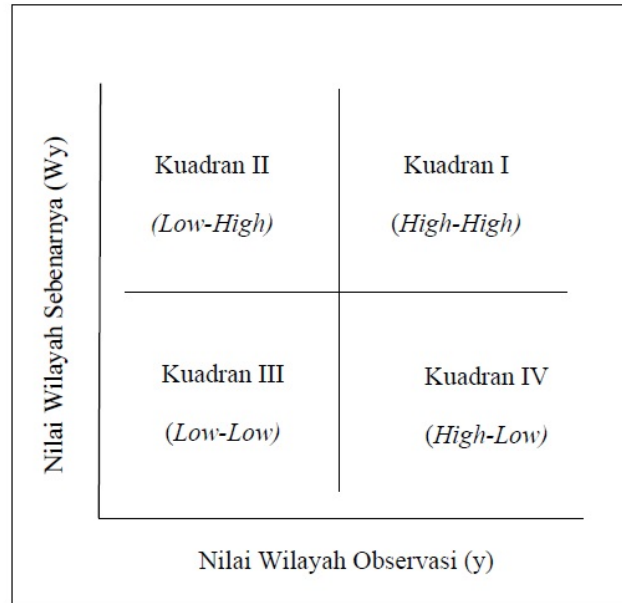 Nilai Wilayah Sebenarnya (Wy)
Kuadran II
(Low-High)
Kuadran I
(High-High)
Kuadran III
(Low-Low)
Kuadran IV
(High-Low)
Nilai Wilayah Observasi (y)